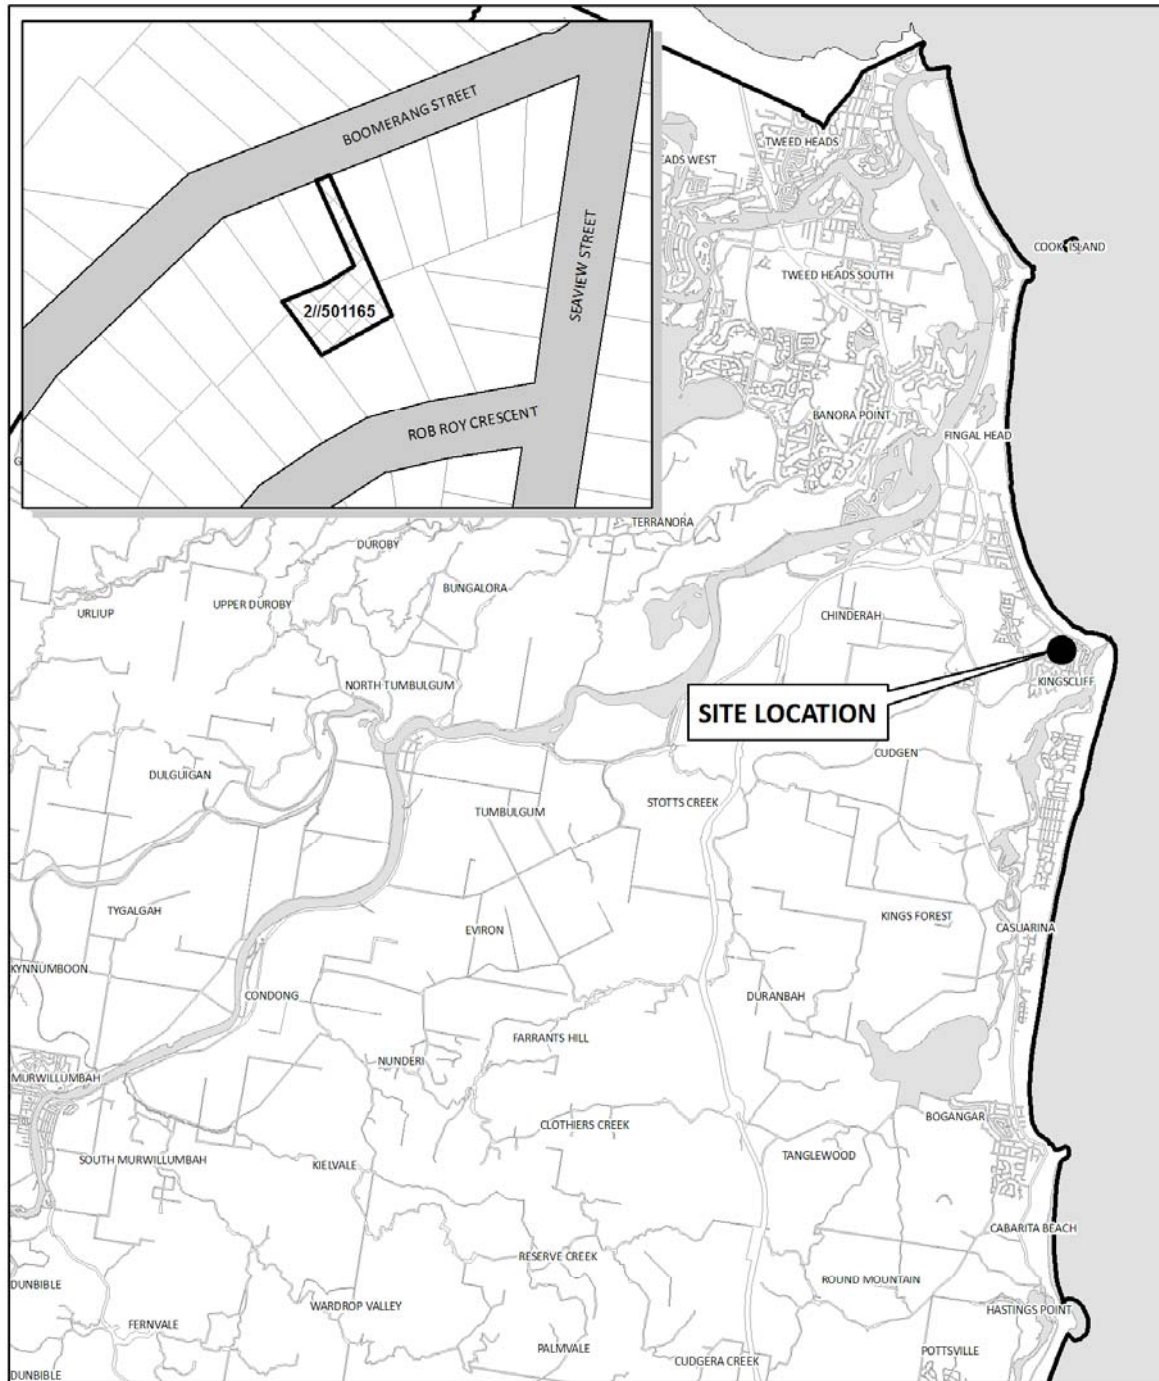 BOOMERANG STREET
SEAVIEW STREET
2//501165
ROB ROY CRESCENT
TWEED HEADS
EADS WEST
COOK ISLAND
TWEED HEADS SOUTH
BANORA POINT
FINGAL HEAD
G
TERRANORA
DUROBY
BUNGALORA
UPPER DUROBY
URLIUP
CHINDERAH
NORTH TUMBULGUM
KINGSCLIFF
SITE LOCATION
CUDGEN
DULGUIGAN
STOTTS CREEK
TUMBULGUM
TYGALGAH
KINGS FOREST
EVIRON
CASUARINA
KYNNUMBOON
CONDONG
DURANBAH
FARRANTS HILL
NUNDERI
MURWILLUMBAH
BOGANGAR
CLOTHIERS CREEK
TANGLEWOOD
SOUTH MURWILLUMBAH
KIELVALE
CABARITA BEACH
RESERVE CREEK
ROUND MOUNTAIN
DUNBIBLE
WARDROP VALLEY
HASTINGS POINT
FERNVALE
PALMVALE
POTTSVILLE
CUDGERA CREEK
DUNBIBLE